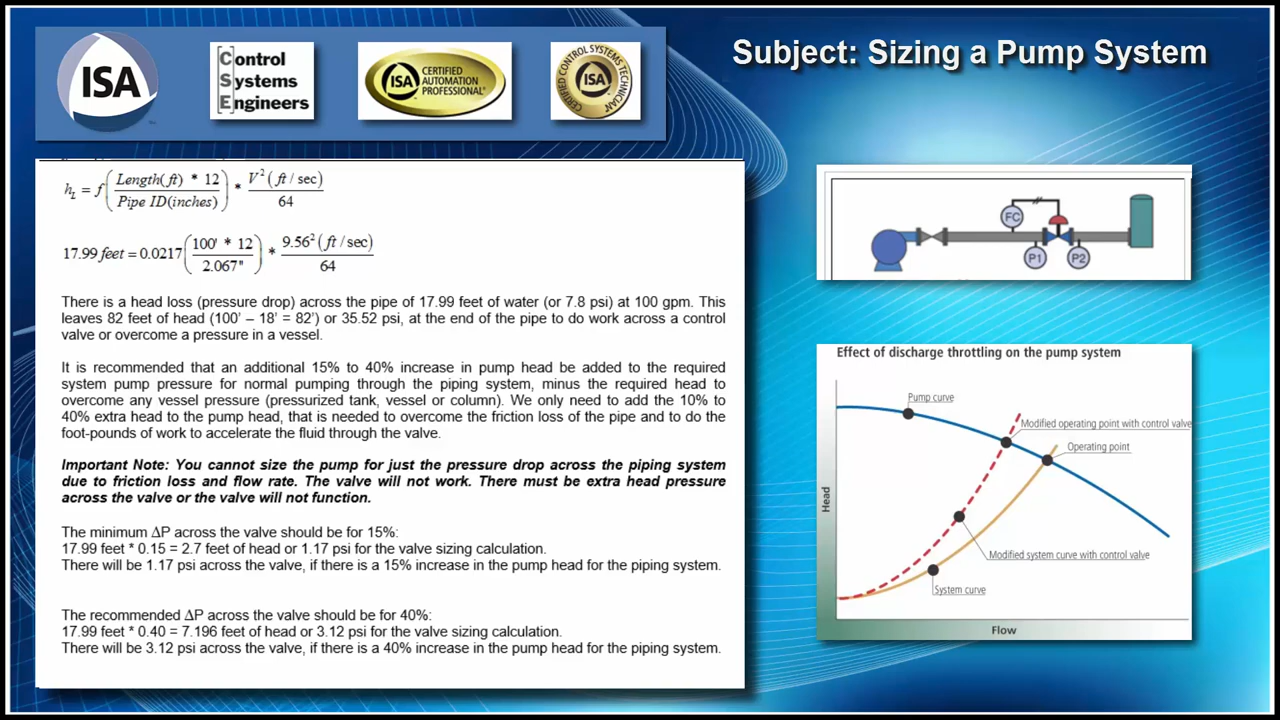 ISA
[C]ontrol
[S]ystems
[E]ngineers
ISA CERTIFIED
AUTOMATION
PROFESSIONAL®
CERTIFIED CONTROL SYSTEMS TECHNICIAN
ISA
Subject: Sizing a Pump System
h_L = f (Length(ft) * 12 / Pipe ID(inches)) * V² (ft / sec) / 64
17.99 feet = 0.0217 (100' * 12 / 2.067") * 9.56² (ft / sec) / 64
There is a head loss (pressure drop) across the pipe of 17.99 feet of water (or 7.8 psi) at 100 gpm. This
leaves 82 feet of head (100’ – 18’ = 82’) or 35.52 psi, at the end of the pipe to do work across a control
valve or overcome a pressure in a vessel.
It is recommended that an additional 15% to 40% increase in pump head be added to the required
system pump pressure for normal pumping through the piping system, minus the required head to
overcome any vessel pressure (pressurized tank, vessel or column). We only need to add the 10% to
40% extra head to the pump head, that is needed to overcome the friction loss of the pipe and to do the
foot-pounds of work to accelerate the fluid through the valve.
Important Note: You cannot size the pump for just the pressure drop across the piping system
due to friction loss and flow rate. The valve will not work. There must be extra head pressure
across the valve or the valve will not function.
The minimum ΔP across the valve should be for 15%:
17.99 feet * 0.15 = 2.7 feet of head or 1.17 psi for the valve sizing calculation.
There will be 1.17 psi across the valve, if there is a 15% increase in the pump head for the piping system.
The recommended ΔP across the valve should be for 40%:
17.99 feet * 0.40 = 7.196 feet of head or 3.12 psi for the valve sizing calculation.
There will be 3.12 psi across the valve, if there is a 40% increase in the pump head for the piping system.
FC
P1
P2
Effect of discharge throttling on the pump system
Pump curve
Modified operating point with control valve
Operating point
Head
Modified system curve with control valve
System curve
Flow